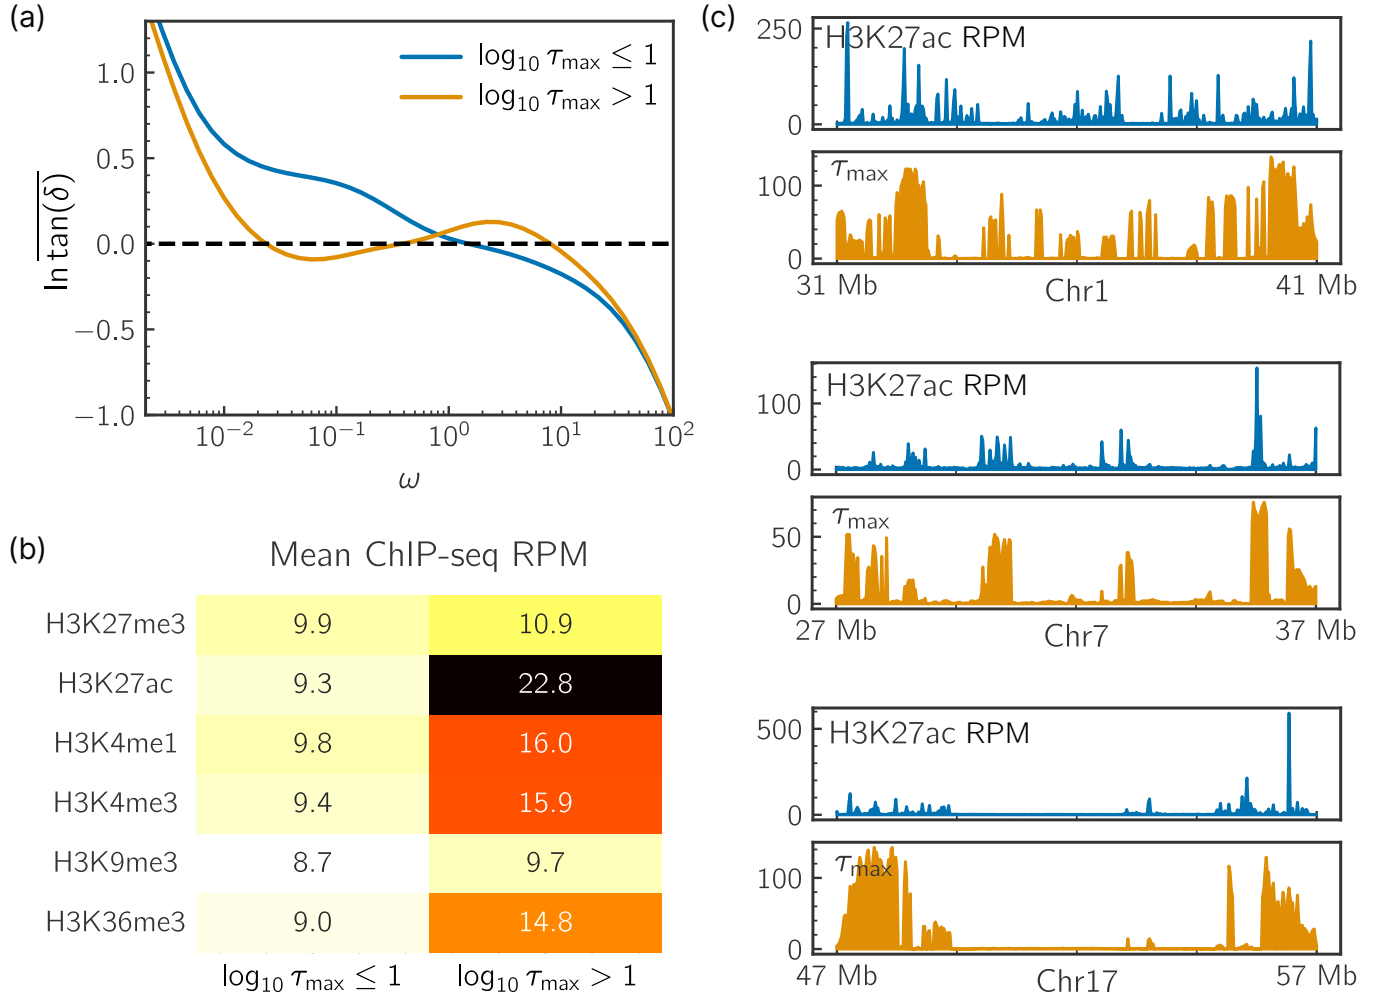 (a)
1.0
0.5
0.0
−0.5
−1.0
ln tan(δ)
log₁₀ τmax ≤ 1
log₁₀ τmax > 1
10⁻² 10⁻¹ 10⁰ 10¹ 10²
ω
(b)
Mean ChIP-seq RPM
H3K27me3 9.9 10.9
H3K27ac 9.3 22.8
H3K4me1 9.8 16.0
H3K4me3 9.4 15.9
H3K9me3 8.7 9.7
H3K36me3 9.0 14.8
log₁₀ τmax ≤ 1 log₁₀ τmax > 1
(c)
H3K27ac RPM
250
0
τmax
100
0
31 Mb Chr1 41 Mb
H3K27ac RPM
100
0
τmax
50
0
27 Mb Chr7 37 Mb
H3K27ac RPM
500
0
τmax
100
0
47 Mb Chr17 57 Mb